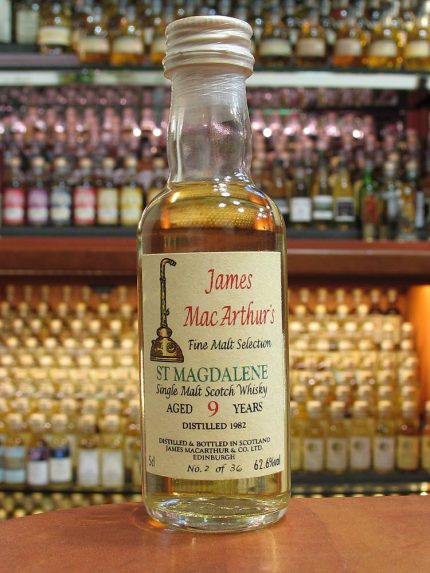 James
MacArthur's
Fine Malt Selection
ST MAGDALENE
Single Malt Scotch Whisky
AGED 9 YEARS
DISTILLED 1982
DISTILLED & BOTTLED IN SCOTLAND
JAMES MACARTHUR & CO. LTD.
EDINBURGH
5cl No. 2 of 36 62.6%vol